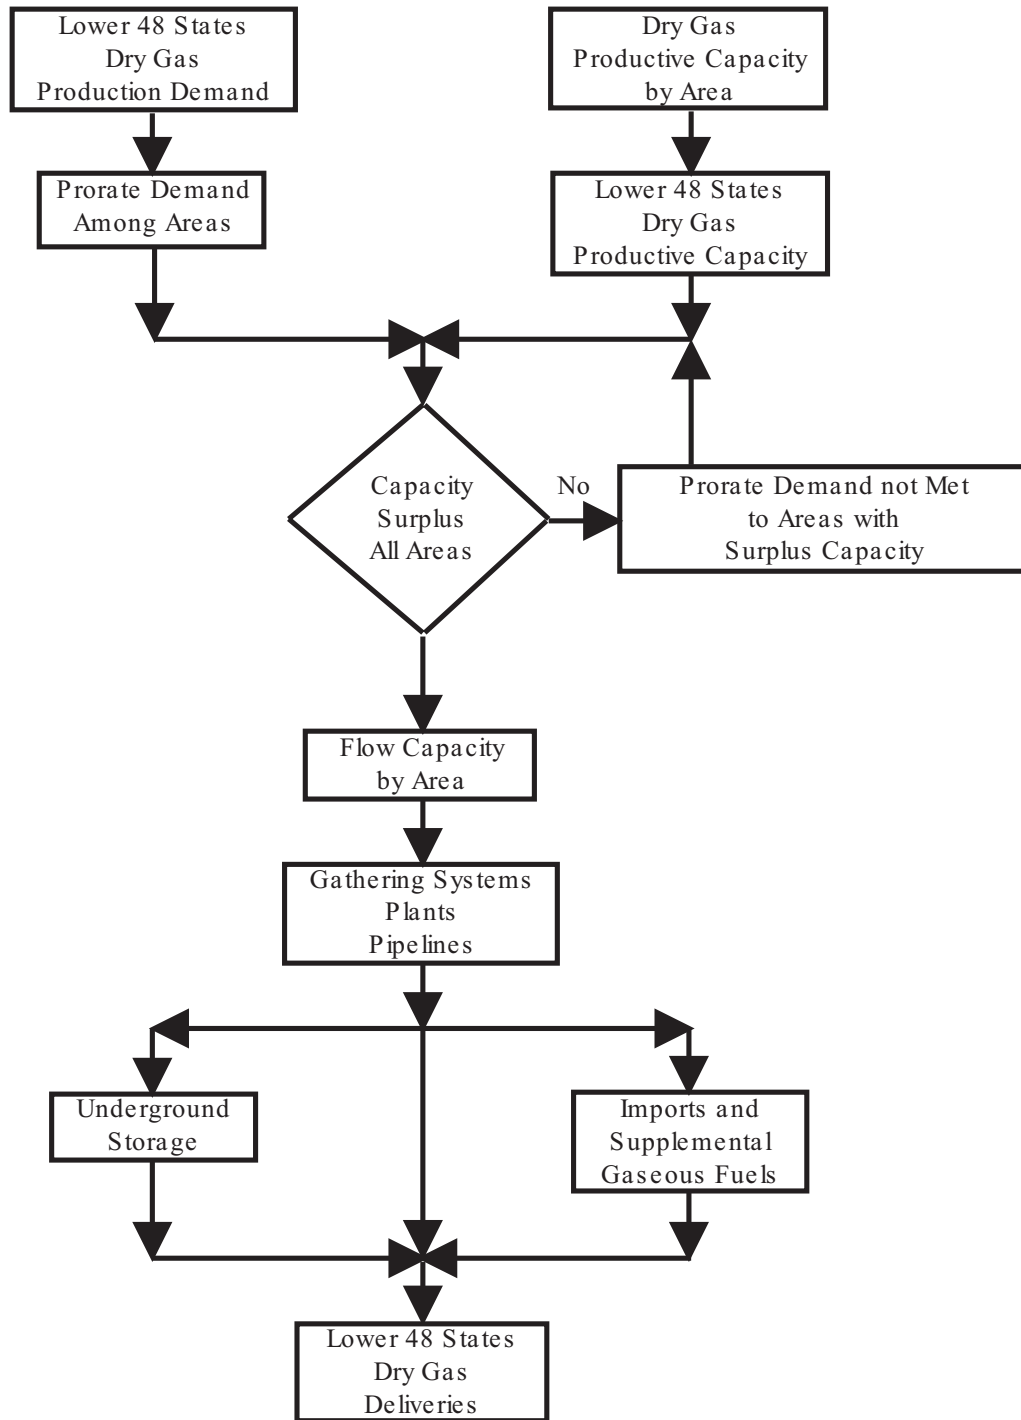 Lower 48 States
Dry Gas
Production Demand
Dry Gas
Productive Capacity
by Area
Prorate Demand
Among Areas
Lower 48 States
Dry Gas
Productive Capacity
Capacity
Surplus
All Areas
No
Prorate Demand not Met
to Areas with
Surplus Capacity
Flow Capacity
by Area
Gathering Systems
Plants
Pipelines
Underground
Storage
Imports and
Supplemental
Gaseous Fuels
Lower 48 States
Dry Gas
Deliveries